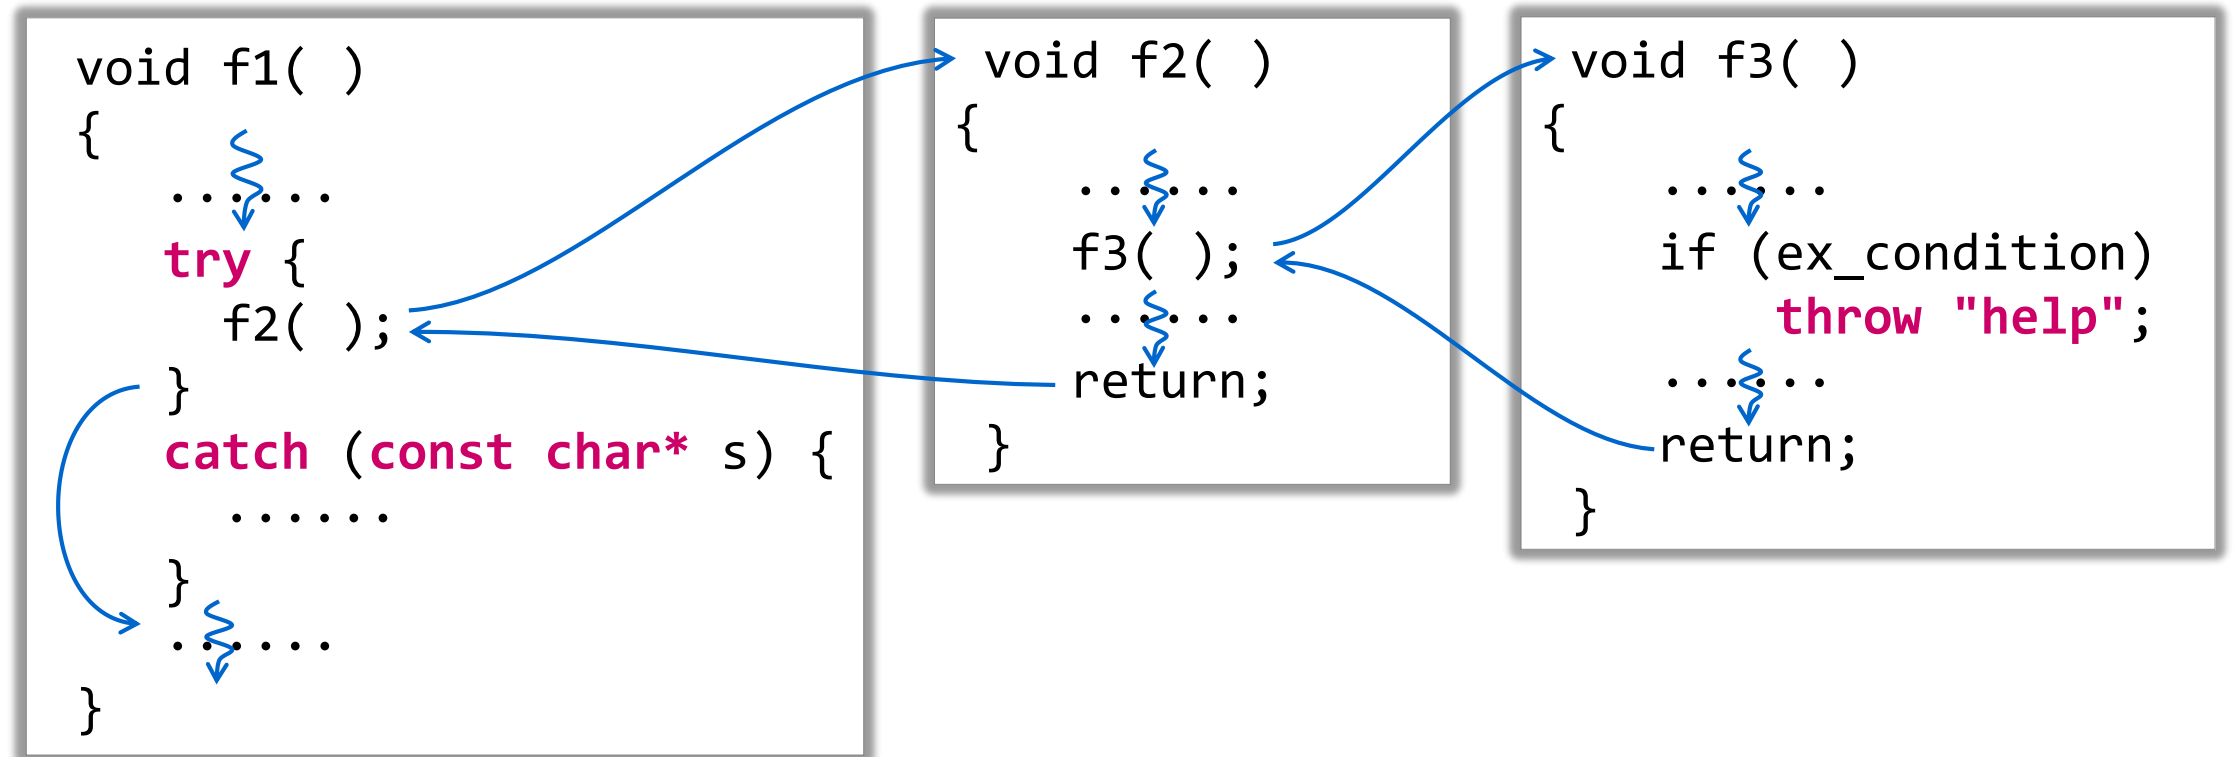 void f1( )
{
......
try {
f2( );
}
catch (const char* s) {
......
}
......
}
void f2( )
{
......
f3( );
......
return;
}
void f3( )
{
......
if (ex_condition)
throw "help";
......
return;
}